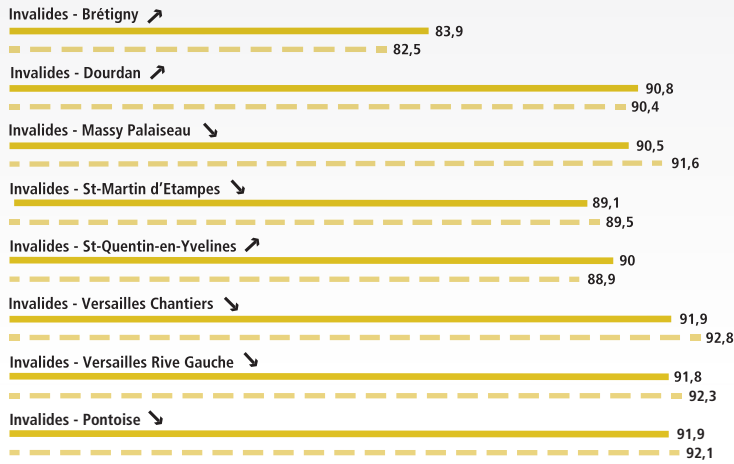 Invalides - Brétigny
83,9
82,5
Invalides - Dourdan
90,8
90,4
Invalides - Massy Palaiseau
90,5
91,6
Invalides - St-Martin d’Etampes
89,1
89,5
Invalides - St-Quentin-en-Yvelines
90
88,9
Invalides - Versailles Chantiers
91,9
92,8
Invalides - Versailles Rive Gauche
91,8
92,3
Invalides - Pontoise
91,9
92,1